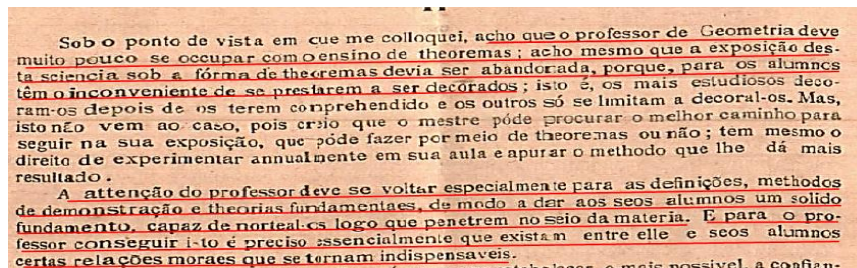 Sob o ponto de vista em cue me colloquei, acho que o professor de Geometria deve
muito pouco se occupar com o ensino de theoremas; acho mesmo que a exposição des-
ta sciencia sob a fórma de theoremas devia ser abandonada, porque, para os alumnos
têm o inconveniente de se prestarem a ser decórados; isto é, os mais estudiosos deco-
ram-os depois de os terem comprehendido e os outros só se limitam a decoral-os. Mas,
isto não vem ao caso, pois creio que o mestre póde procurar o melhor caminho para
seguir na sua exposição, que póde fazer por meio de theoremas ou não; tem mesmo o
direito de experimentar annualmente em sua aula e apurar o methodo que lhe dá mais
resultado.
A attenção do professor deve se voltar especialmente para as definições, methodos
de demonstração e theorias fundamentaes, de modo a dar aos seos alumnos um solido
fundamento, capaz de norteal-os logo que penetrem no seio da materia. E para o pro-
fessor conseguir i-to é preciso essencialmente que existam entre elle e seos alumnos
certas relações moraes que se tornam indispensaveis.
mais possivel, a confian-